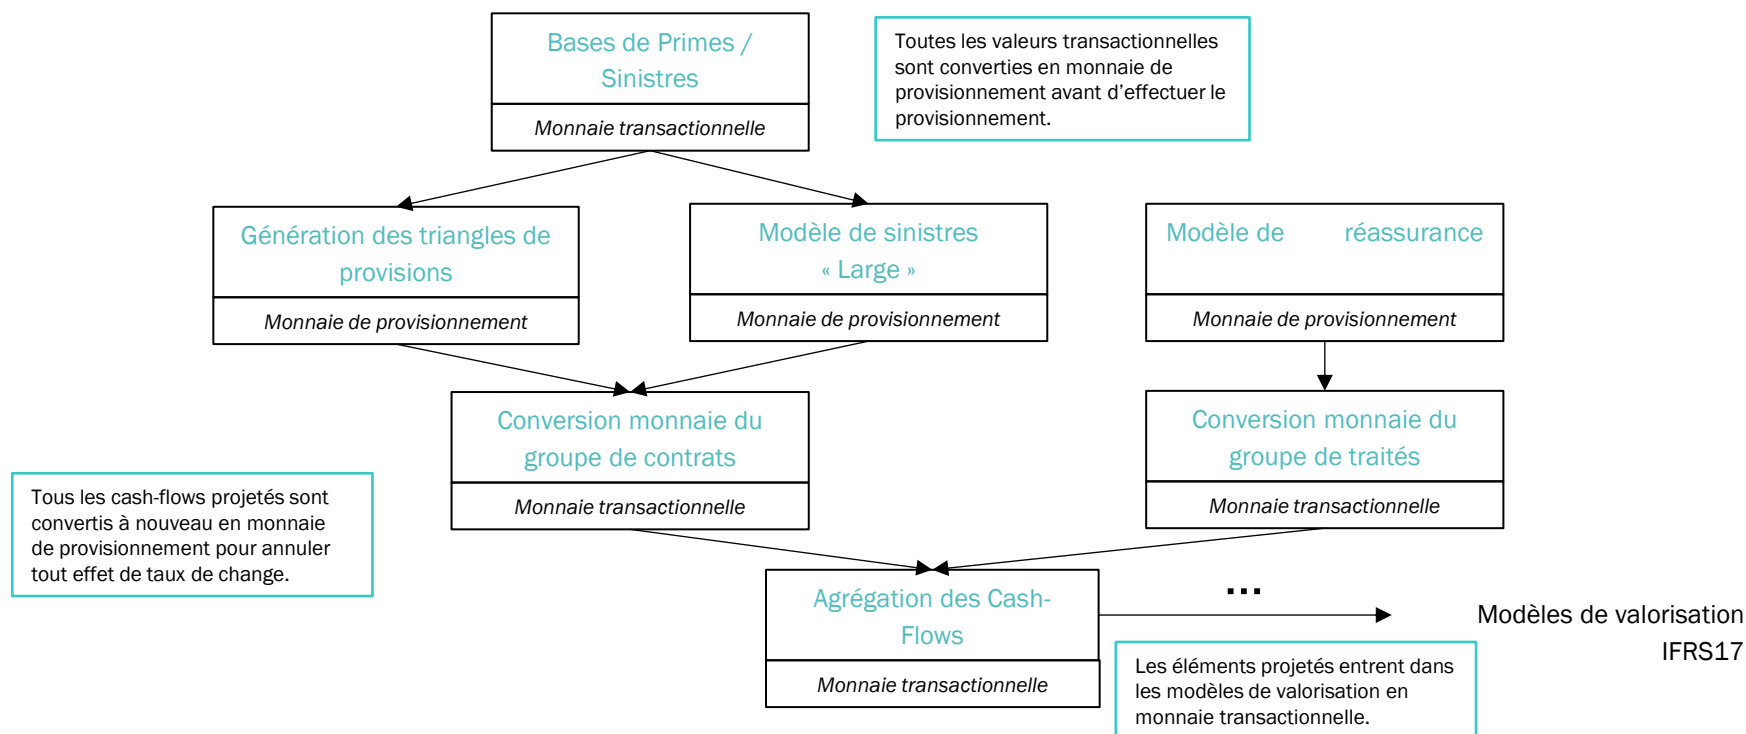 Bases de Primes /
Sinistres
Monnaie transactionnelle
Toutes les valeurs transactionnelles
sont converties en monnaie de
provisionnement avant d’effectuer le
provisionnement.
Génération des triangles de
provisions
Monnaie de provisionnement
Modèle de sinistres
« Large »
Monnaie de provisionnement
Modèle de réassurance
Monnaie de provisionnement
Conversion monnaie du
groupe de contrats
Monnaie transactionnelle
Conversion monnaie du
groupe de traités
Monnaie transactionnelle
Tous les cash-flows projetés sont
convertis à nouveau en monnaie
de provisionnement pour annuler
tout effet de taux de change.
Agrégation des Cash-
Flows
Monnaie transactionnelle
...
Modèles de valorisation
IFRS17
Les éléments projetés entrent dans
les modèles de valorisation en
monnaie transactionnelle.